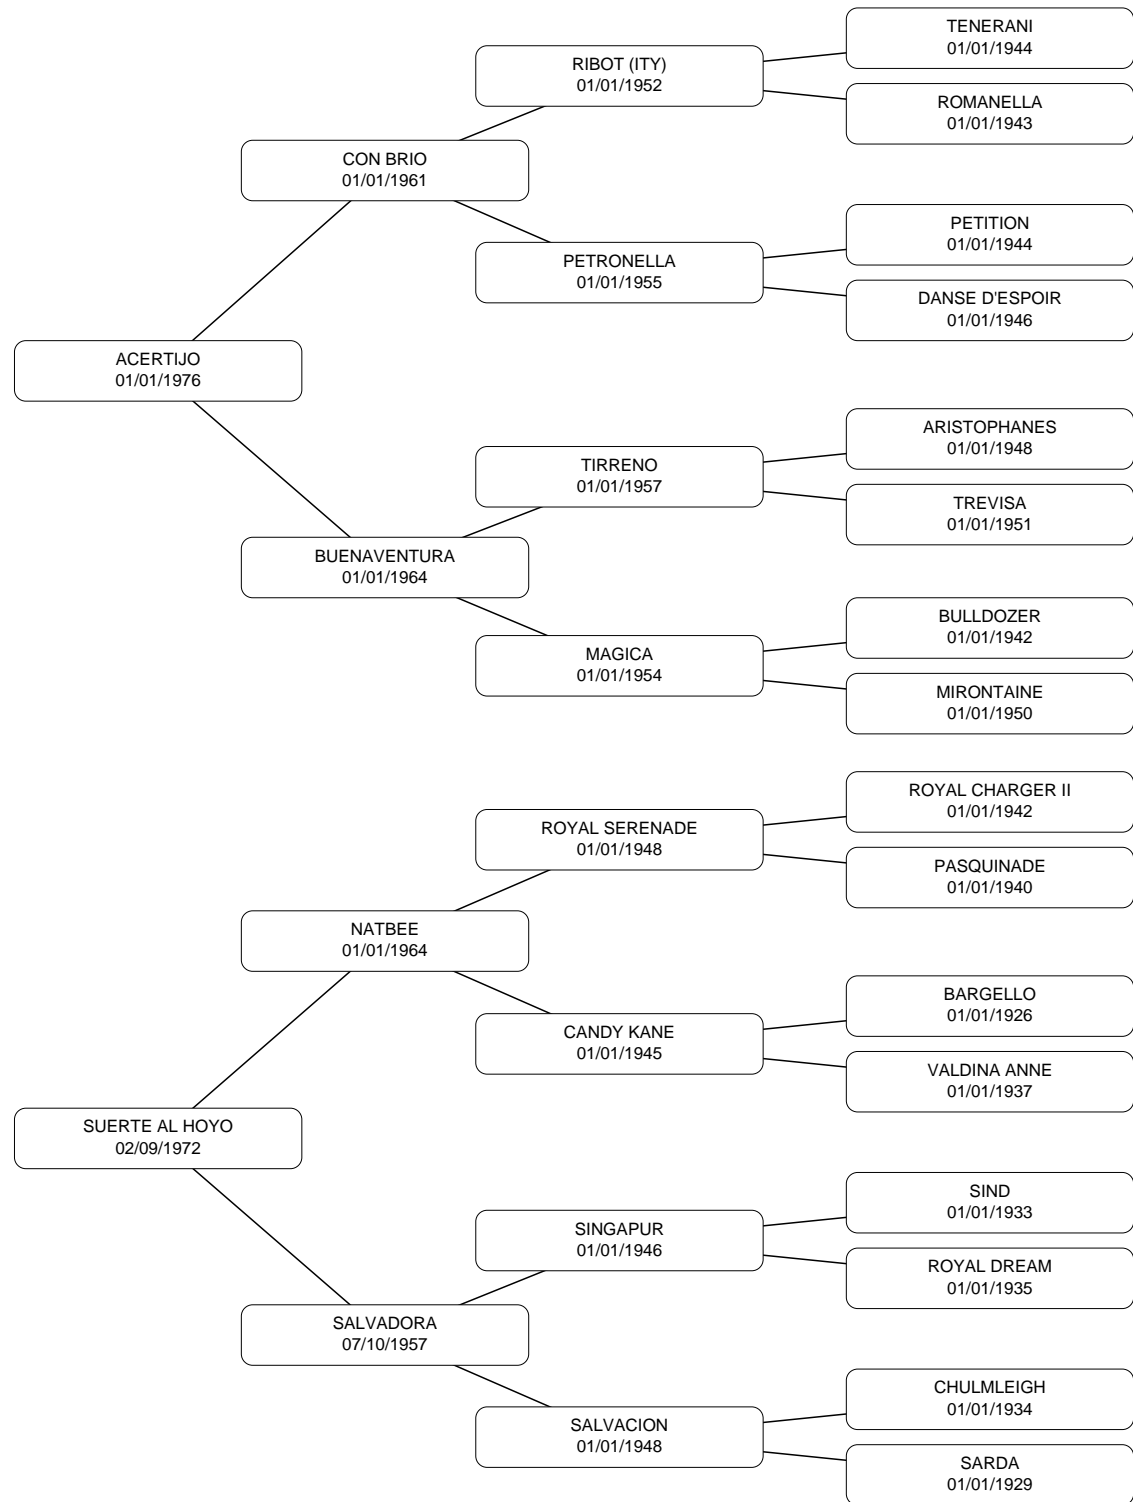 TENERANI
01/01/1944
RIBOT (ITY)
01/01/1952
ROMANELLA
01/01/1943
CON BRIO
01/01/1961
PETITION
01/01/1944
PETRONELLA
01/01/1955
DANSE D'ESPOIR
01/01/1946
ACERTIJO
01/01/1976
ARISTOPHANES
01/01/1948
TIRRENO
01/01/1957
TREVISA
01/01/1951
BUENAVENTURA
01/01/1964
BULLDOZER
01/01/1942
MAGICA
01/01/1954
MIRONTAINE
01/01/1950
ROYAL CHARGER II
01/01/1942
ROYAL SERENADE
01/01/1948
PASQUINADE
01/01/1940
NATBEE
01/01/1964
BARGELLO
01/01/1926
CANDY KANE
01/01/1945
VALDINA ANNE
01/01/1937
SUERTE AL HOYO
02/09/1972
SIND
01/01/1933
SINGAPUR
01/01/1946
ROYAL DREAM
01/01/1935
SALVADORA
07/10/1957
CHULMLEIGH
01/01/1934
SALVACION
01/01/1948
SARDA
01/01/1929